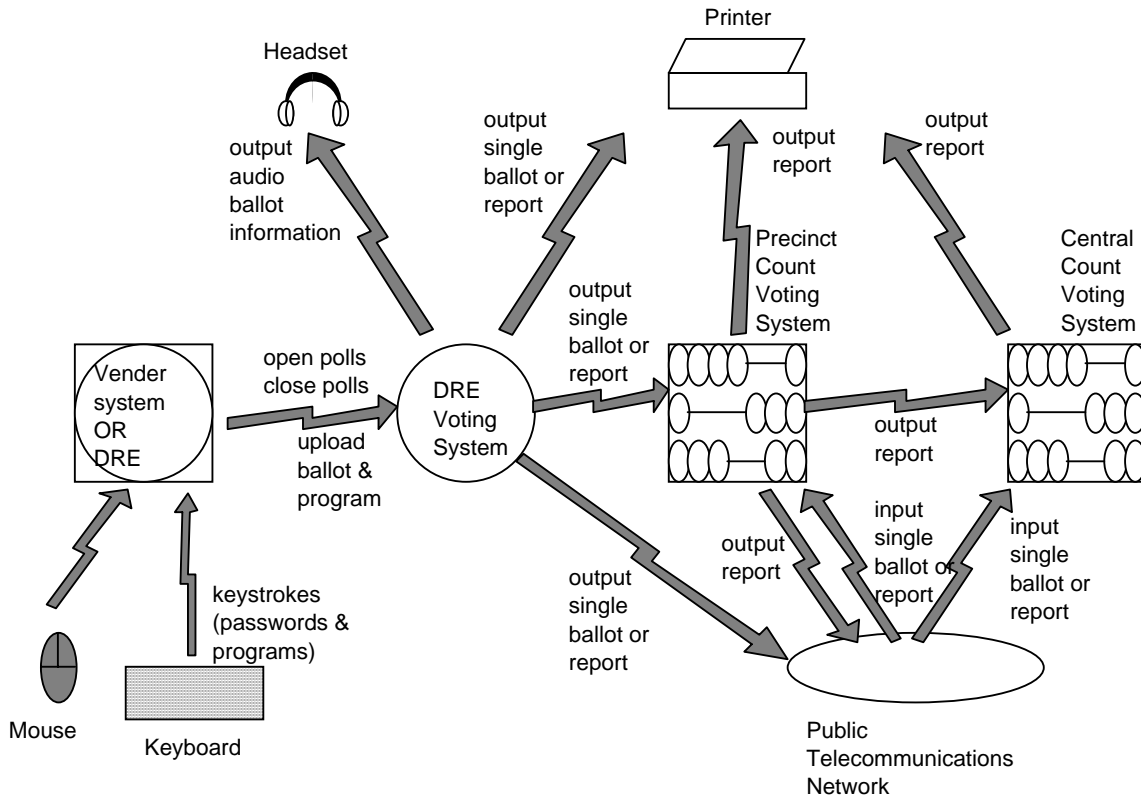 Printer
Headset
output
audio
ballot
information
output
single
ballot or
report
output
report
output
report
Precinct
Count
Voting
System
Central
Count
Voting
System
Vender
system
OR
DRE
open polls
close polls
upload
ballot &
program
DRE
Voting
System
output
single
ballot or
report
output
report
keystrokes
(passwords &
programs)
output
single
ballot or
report
output
report
input
single
ballot or
report
input
single
ballot or
report
Mouse
Keyboard
Public
Telecommunications
Network